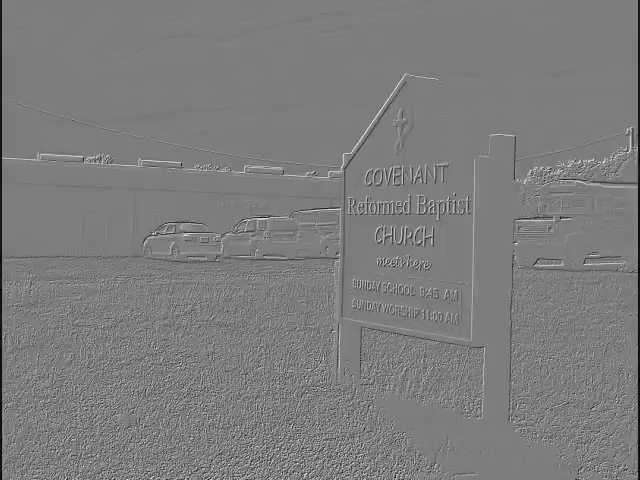 COVENANT
Reformed Baptist
CHURCH
meets here
SUNDAY SCHOOL 9:45 AM
SUNDAY WORSHIP 11:00 AM